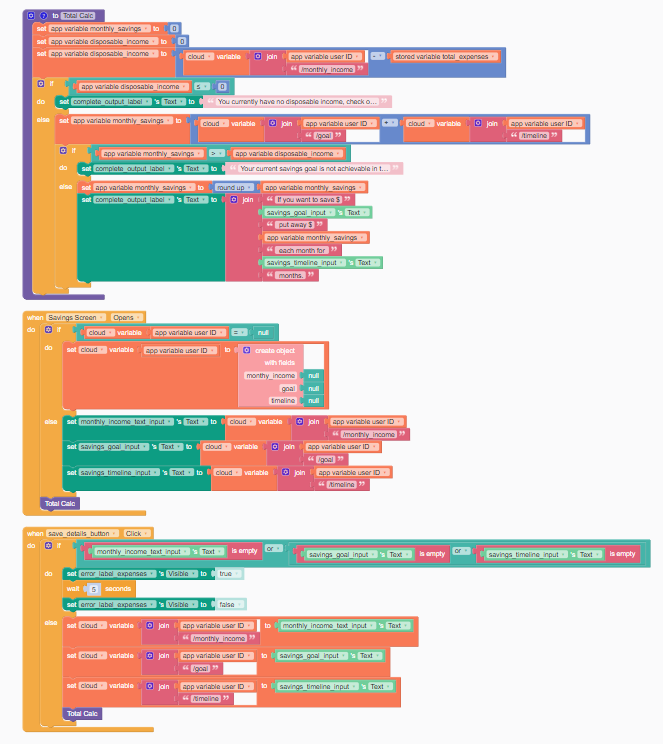 to Total Calc
set app variable monthly_savings to 0
set app variable disposable_income to 0
set app variable disposable_income to cloud variable join app variable user ID - stored variable total_expenses
“ /monthly_income ”
if app variable disposable_income ≤ 0
do set complete_output_label 's Text to “ You currently have no disposable income, check o... ”
else set app variable monthly_savings to cloud variable join app variable user ID ÷ cloud variable join app variable user ID
“ /goal ” “ /timeline ”
if app variable monthly_savings > app variable disposable_income
do set complete_output_label 's Text to “ Your current savings goal is not achievable in t... ”
else set app variable monthly_savings to round up app variable monthly_savings
set complete_output_label 's Text to join “ If you want to save $ ”
savings_goal_input 's Text
“ put away $ ”
app variable monthly_savings
“ each month for ”
savings_timeline_input 's Text
“ months. ”
when Savings Screen Opens
do if cloud variable app variable user ID = null
do set cloud variable app variable user ID to create object
with fields
monthy_income null
goal null
timeline null
else set monthly_income_text_input 's Text to cloud variable join app variable user ID
“ /monthly_income ”
set savings_goal_input 's Text to cloud variable join app variable user ID
“ /goal ”
set savings_timeline_input 's Text to cloud variable join app variable user ID
“ /timeline ”
Total Calc
when save_details_button Click
do if monthly_income_text_input 's Text is empty or savings_goal_input 's Text is empty or savings_timeline_input 's Text is empty
do set error_label_expenses 's Visible to true
wait 5 seconds
set error_label_expenses 's Visible to false
else set cloud variable join app variable user ID to monthly_income_text_input 's Text
“ /monthly_income ”
set cloud variable join app variable user ID to savings_goal_input 's Text
“ /goal ”
set cloud variable join app variable user ID to savings_timeline_input 's Text
“ /timeline ”
Total Calc